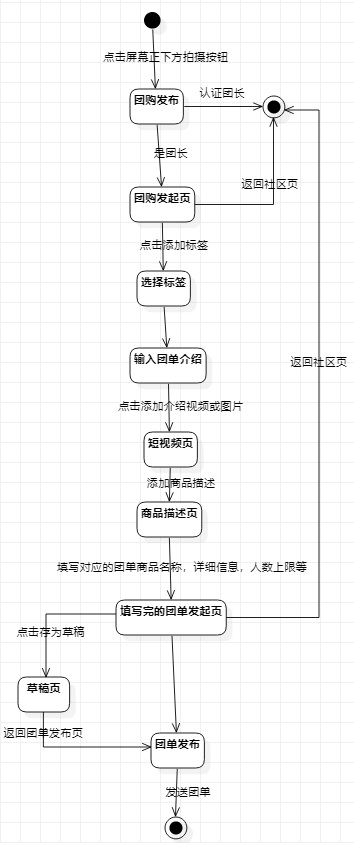 点击屏幕正下方拍摄按钮
团购发布
认证团长
是团长
返回社区页
团购发起页
点击添加标签
选择标签
输入团单介绍
返回社区页
点击添加介绍视频或图片
短视频页
添加商品描述
商品描述页
填写对应的团单商品名称，详细信息，人数上限等
填写完的团单发起页
点击存为草稿
草稿页
返回团单发布页
团单发布
发送团单